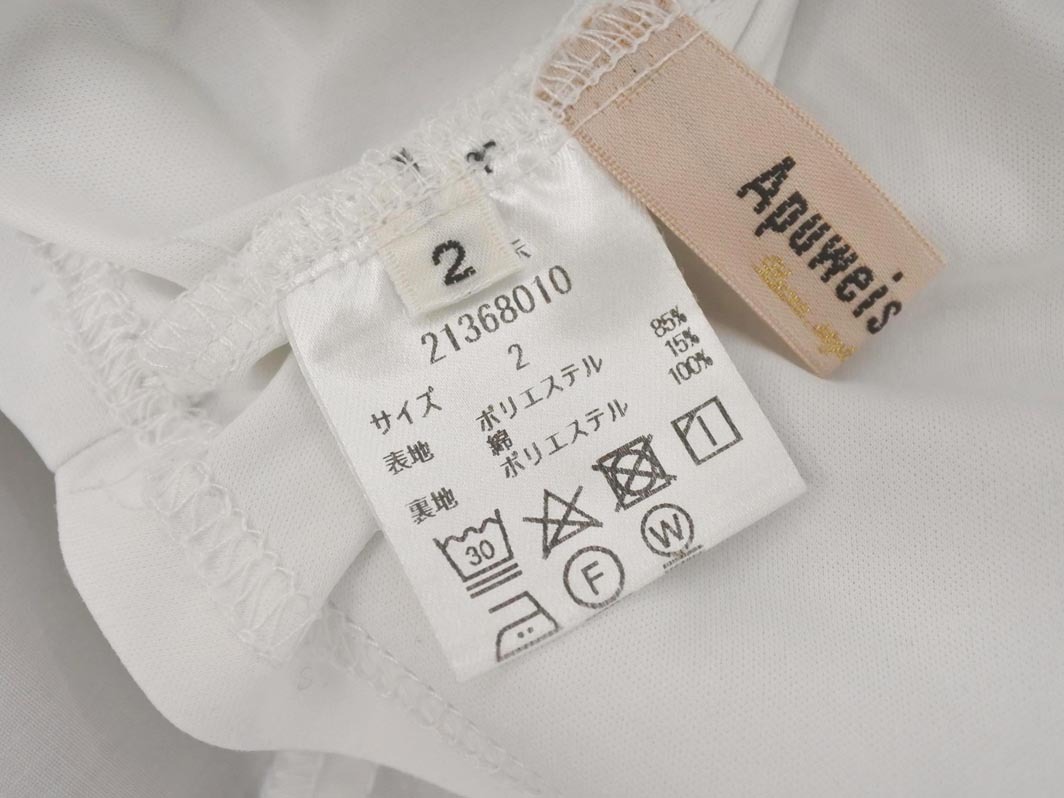 Apuweis
2
21368010
サイズ 2
表地 ポリエステル 85%
綿 15%
裏地 ポリエステル 100%
30
F
W